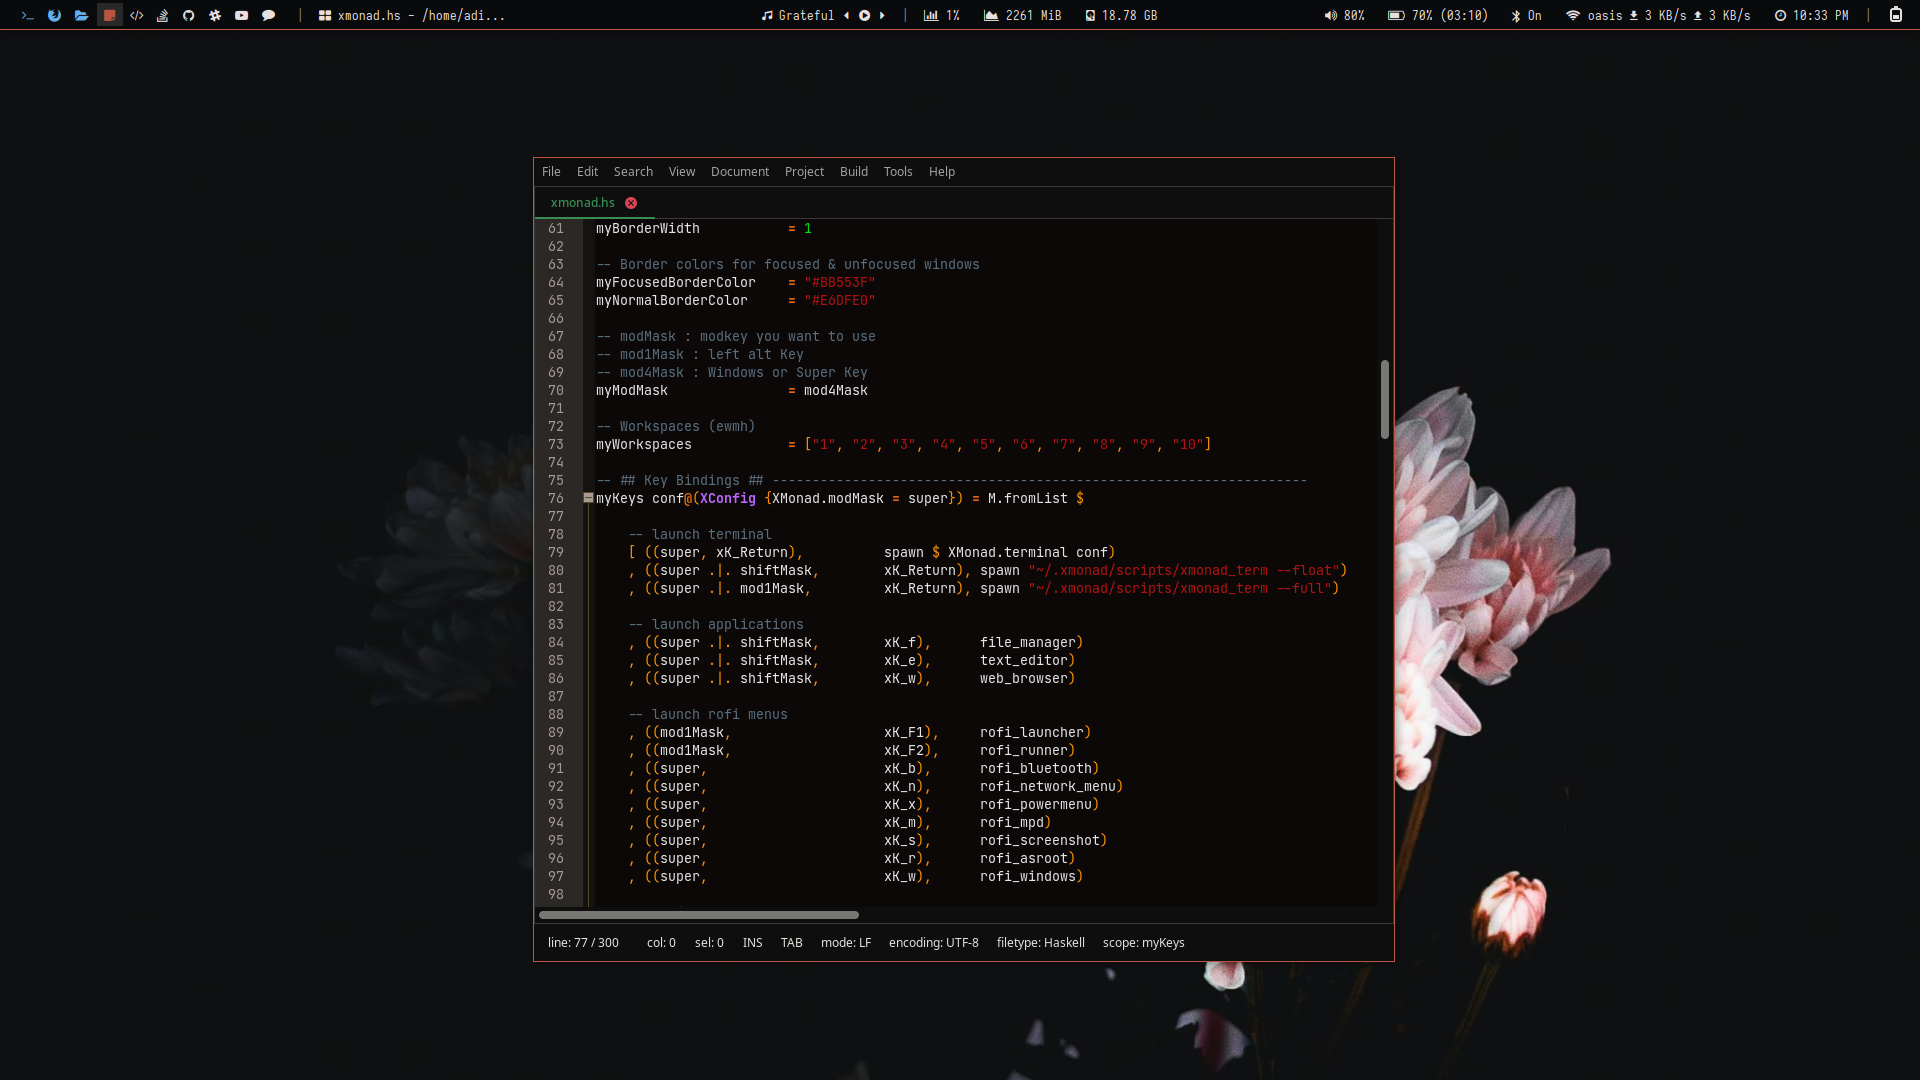 xmonad.hs - /home/adi...
Grateful
1%
2261 MiB
18.78 GB
80%
70% (03:10)
On
oasis 3 KB/s 3 KB/s
10:33 PM
File Edit Search View Document Project Build Tools Help
xmonad.hs
61 myBorderWidth = 1
62
63 -- Border colors for focused & unfocused windows
64 myFocusedBorderColor = "#BB553F"
65 myNormalBorderColor = "#E6DFE0"
66
67 -- modMask : modkey you want to use
68 -- mod1Mask : left alt Key
69 -- mod4Mask : Windows or Super Key
70 myModMask = mod4Mask
71
72 -- Workspaces (ewmh)
73 myWorkspaces = ["1", "2", "3", "4", "5", "6", "7", "8", "9", "10"]
74
75 -- ## Key Bindings ## -------------------------------------------------------------------
76 myKeys conf@(XConfig {XMonad.modMask = super}) = M.fromList $
77
78 -- launch terminal
79 [ ((super, xK_Return), spawn $ XMonad.terminal conf)
80 , ((super .|. shiftMask, xK_Return), spawn "~/.xmonad/scripts/xmonad_term --float")
81 , ((super .|. mod1Mask, xK_Return), spawn "~/.xmonad/scripts/xmonad_term --full")
82
83 -- launch applications
84 , ((super .|. shiftMask, xK_f), file_manager)
85 , ((super .|. shiftMask, xK_e), text_editor)
86 , ((super .|. shiftMask, xK_w), web_browser)
87
88 -- launch rofi menus
89 , ((mod1Mask, xK_F1), rofi_launcher)
90 , ((mod1Mask, xK_F2), rofi_runner)
91 , ((super, xK_b), rofi_bluetooth)
92 , ((super, xK_n), rofi_network_menu)
93 , ((super, xK_x), rofi_powermenu)
94 , ((super, xK_m), rofi_mpd)
95 , ((super, xK_s), rofi_screenshot)
96 , ((super, xK_r), rofi_asroot)
97 , ((super, xK_w), rofi_windows)
98
line: 77 / 300 col: 0 sel: 0 INS TAB mode: LF encoding: UTF-8 filetype: Haskell scope: myKeys